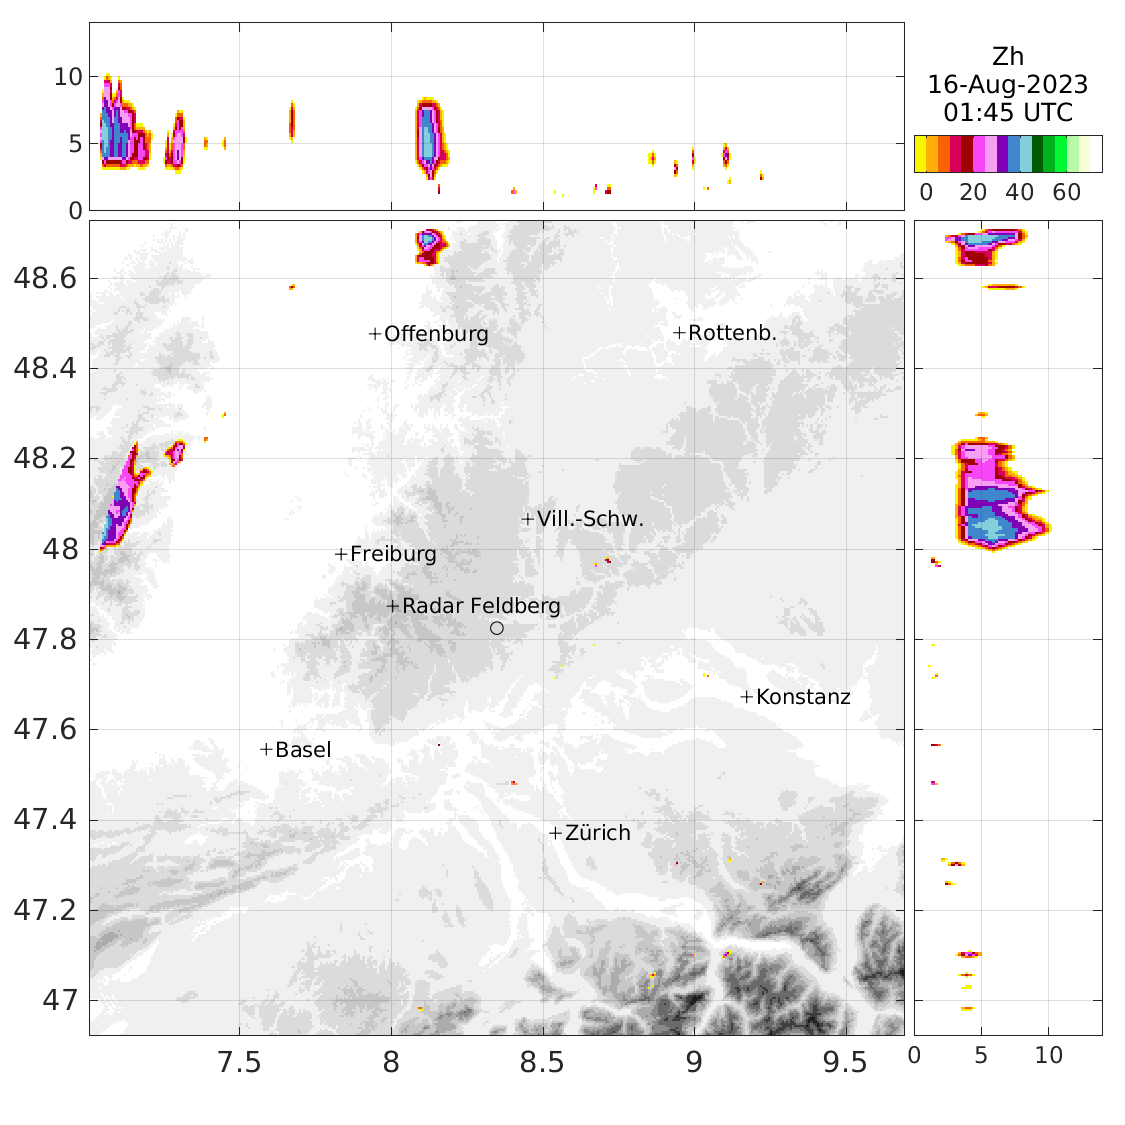 10
5
0
Zh
16-Aug-2023
01:45 UTC
0 20 40 60
48.6
48.4
48.2
48
47.8
47.6
47.4
47.2
47
Offenburg
Rottenb.
Vill.-Schw.
Freiburg
Radar Feldberg
Konstanz
Basel
Zürich
7.5 8 8.5 9 9.5
0 5 10